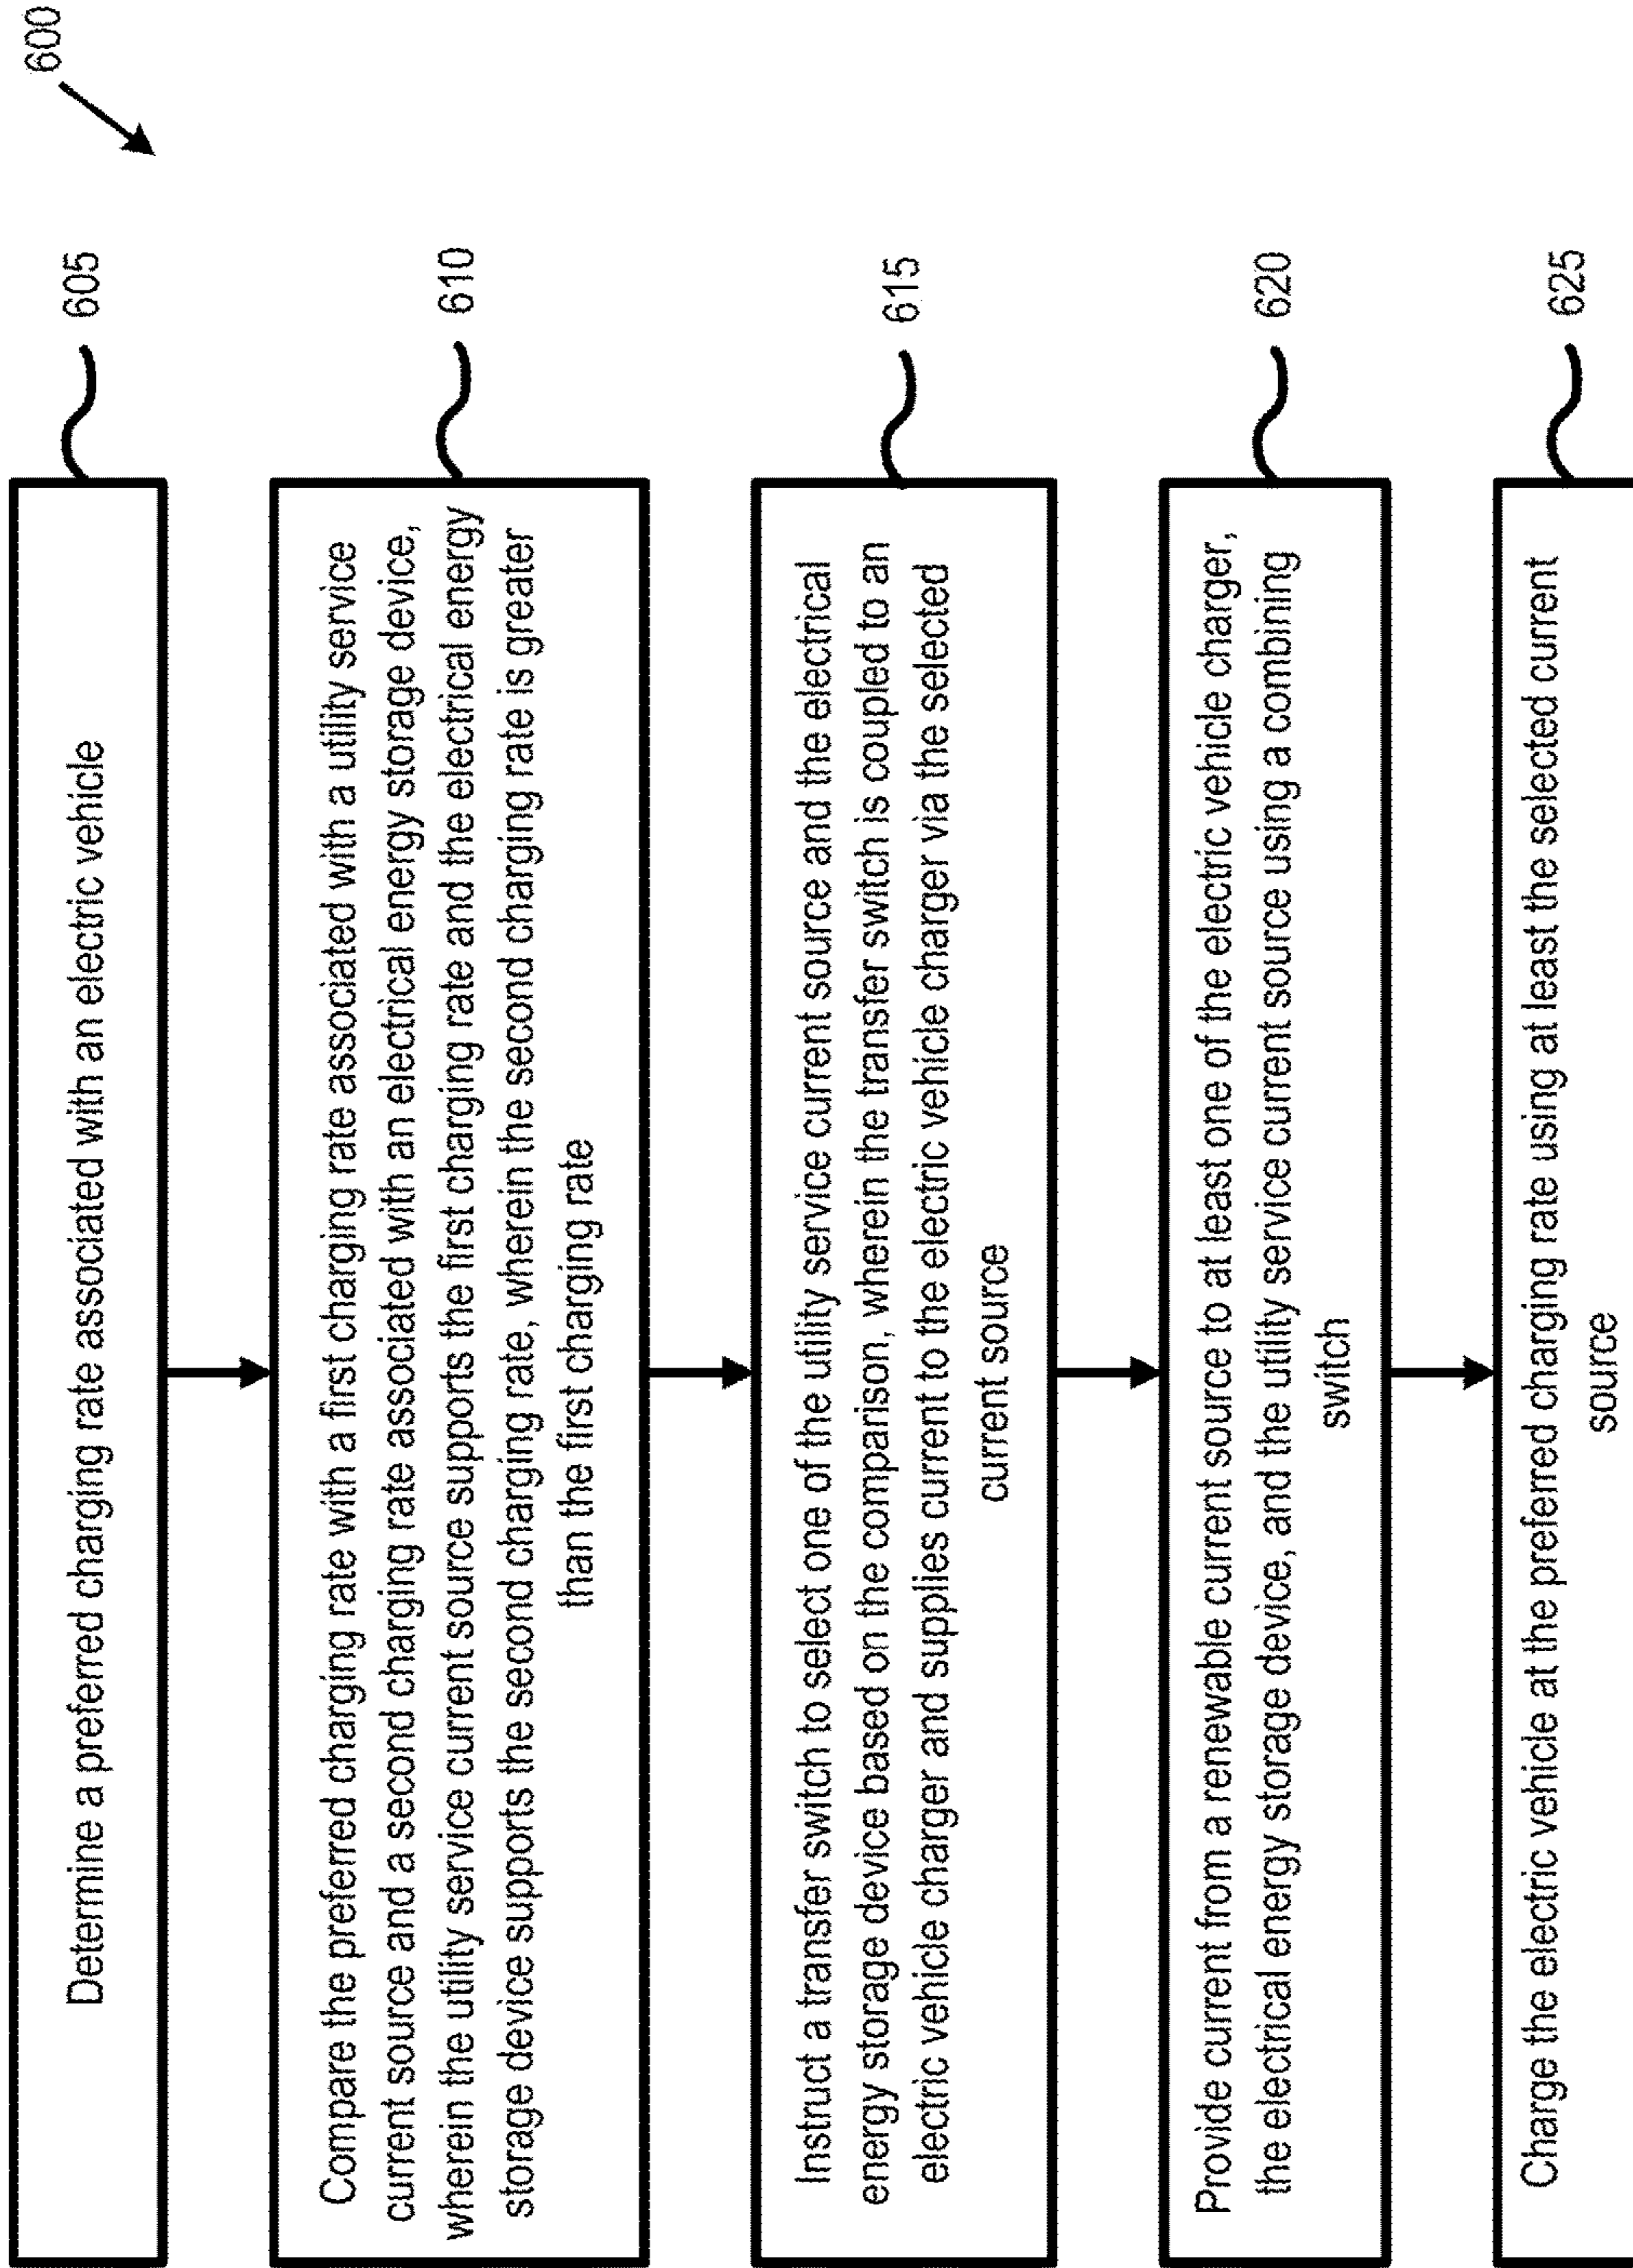 600
Determine a preferred charging rate associated with an electric vehicle
605
Compare the preferred charging rate with a first charging rate associated with a utility service
current source and a second charging rate associated with an electrical energy storage device,
wherein the utility service current source supports the first charging rate and the electrical energy
storage device supports the second charging rate, wherein the second charging rate is greater
than the first charging rate
610
Instruct a transfer switch to select one of the utility service current source and the electrical
energy storage device based on the comparison, wherein the transfer switch is coupled to an
electric vehicle charger and supplies current to the electric vehicle charger via the selected
current source
615
Provide current from a renewable current source to at least one of the electric vehicle charger,
the electrical energy storage device, and the utility service current source using a combining
switch
620
Charge the electric vehicle at the preferred charging rate using at least the selected current
source
625